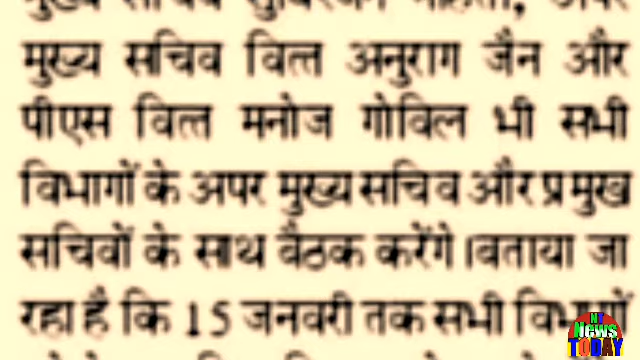 मुख्य सचिव वित्त अनुराग जैन और
पीएस वित्त मनोज गोविल भी सभी
विभागों के अपर मुख्य सचिव और प्रमुख
सचिवों के साथ बैठक करेंगे।बताया जा
रहा है कि 15 जनवरी तक सभी विभागों
News
TODAY